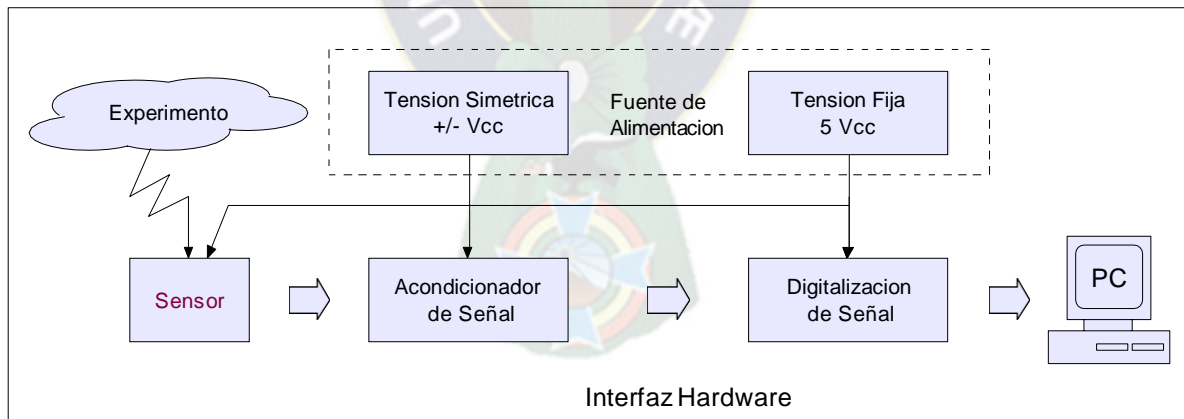 Experimento
Tension Simetrica
+/- Vcc
Fuente de
Alimentacion
Tension Fija
5 Vcc
Sensor
Acondicionador
de Señal
Digitalizacion
de Señal
PC
Interfaz Hardware
U
Æ